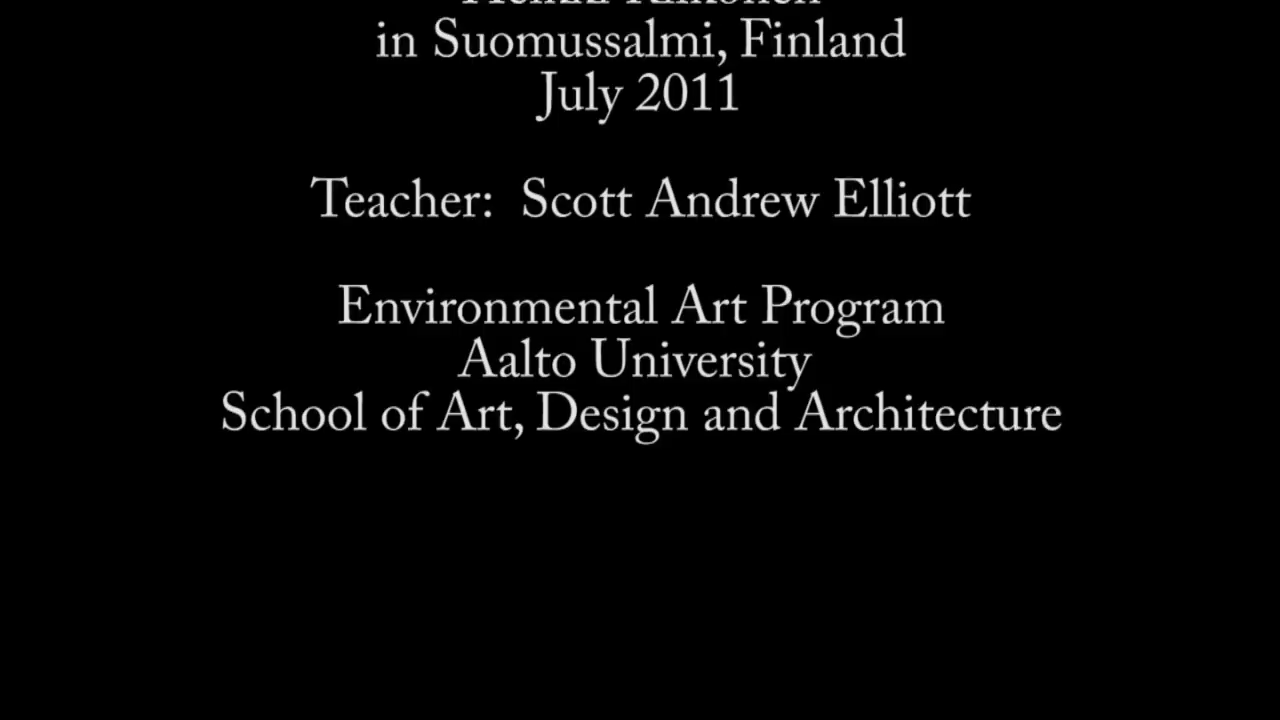 in Suomussalmi, Finland
July 2011
Teacher: Scott Andrew Elliott
Environmental Art Program
Aalto University
School of Art, Design and Architecture